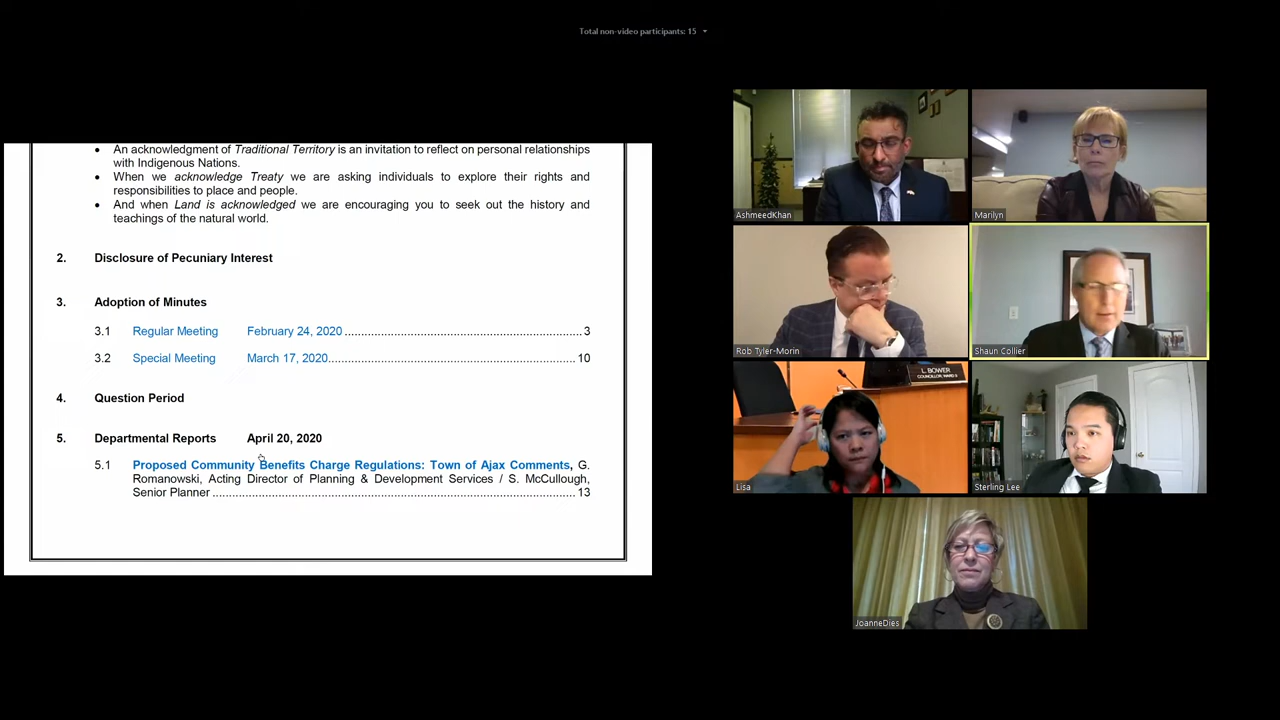 Total non-video participants: 15
• An acknowledgment of Traditional Territory is an invitation to reflect on personal relationships
with Indigenous Nations.
• When we acknowledge Treaty we are asking individuals to explore their rights and
responsibilities to place and people.
• And when Land is acknowledged we are encouraging you to seek out the history and
teachings of the natural world.
2. Disclosure of Pecuniary Interest
3. Adoption of Minutes
3.1 Regular Meeting February 24, 2020 3
3.2 Special Meeting March 17, 2020 10
4. Question Period
5. Departmental Reports April 20, 2020
5.1 Proposed Community Benefits Charge Regulations: Town of Ajax Comments, G.
Romanowski, Acting Director of Planning & Development Services / S. McCullough,
Senior Planner 13
AshmeedKhan
Marilyn
Rob Tyler-Morin
Shaun Collier
L. BOWER
COUNCILLOR, WARD 3
Lisa
Sterling Lee
JoanneDies